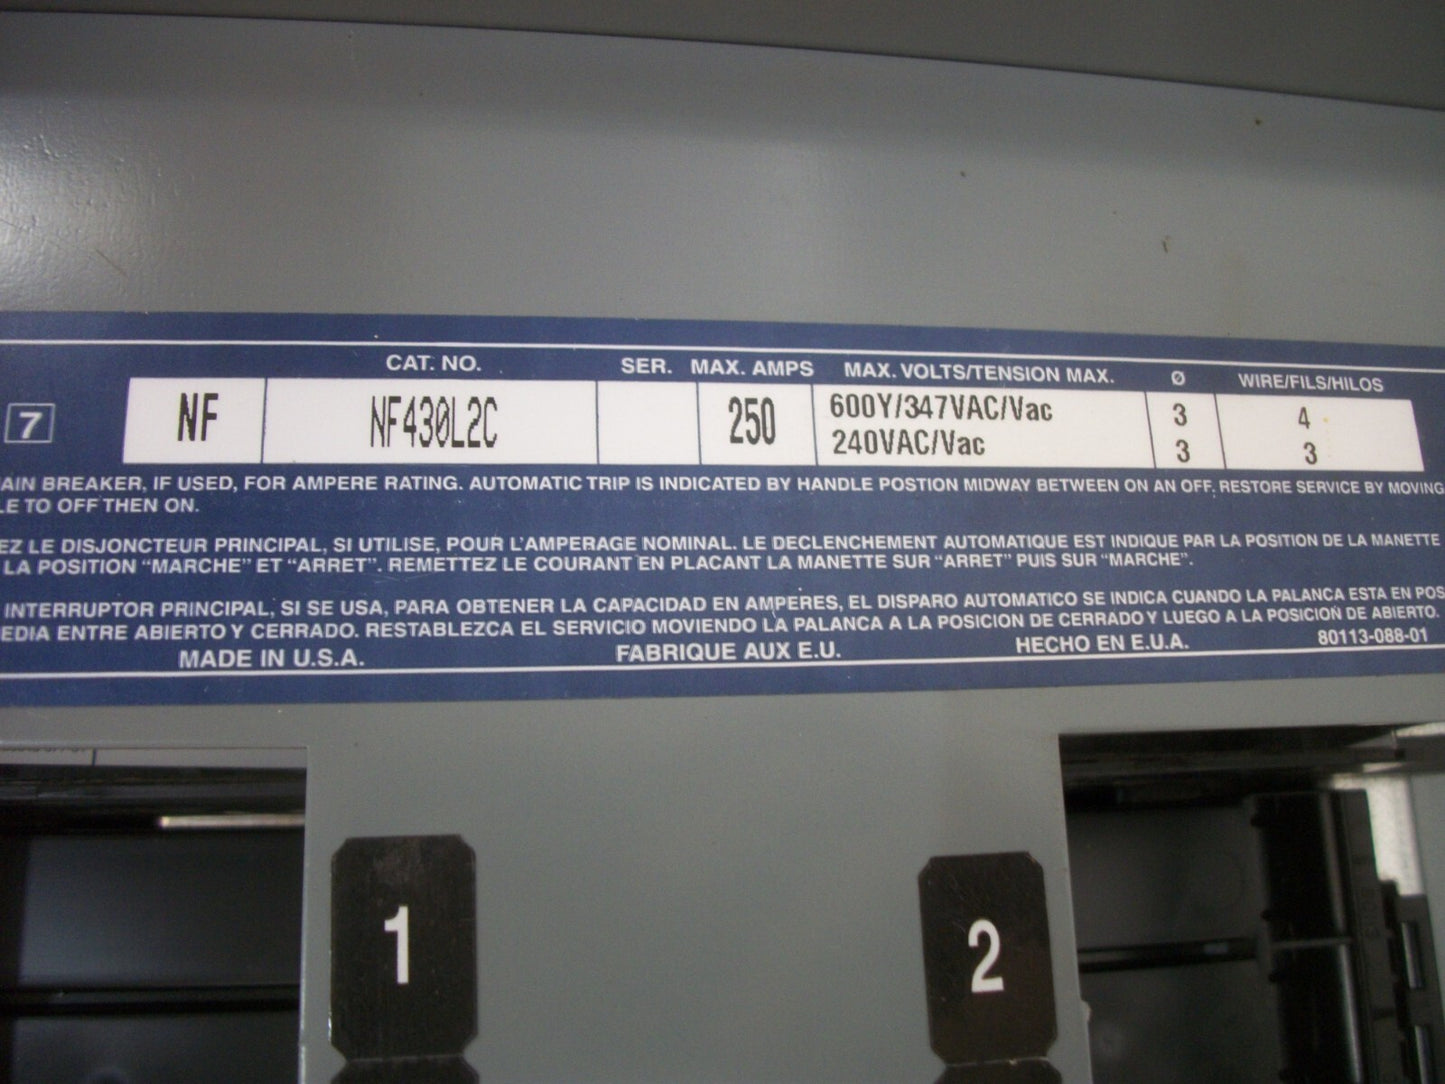 CAT. NO. SER. MAX. AMPS MAX. VOLTS/TENSION MAX. Ø WIRE/FILS/HILOS
7 NF NF430L2C 250 600Y/347VAC/Vac 3 4
240VAC/Vac 3 3
AIN BREAKER, IF USED, FOR AMPERE RATING. AUTOMATIC TRIP IS INDICATED BY HANDLE POSTION MIDWAY BETWEEN ON AN OFF, RESTORE SERVICE BY MOVING
LE TO OFF THEN ON.
EZ LE DISJONCTEUR PRINCIPAL, SI UTILISE, POUR L'AMPERAGE NOMINAL. LE DECLENCHEMENT AUTOMATIQUE EST INDIQUE PAR LA POSITION DE LA MANETTE
LA POSITION "MARCHE" ET "ARRET". REMETTEZ LE COURANT EN PLACANT LA MANETTE SUR "ARRET" PUIS SUR "MARCHE".
INTERRUPTOR PRINCIPAL, SI SE USA, PARA OBTENER LA CAPACIDAD EN AMPERES, EL DISPARO AUTOMATICO SE INDICA CUANDO LA PALANCA ESTA EN POS
EDIA ENTRE ABIERTO Y CERRADO. RESTABLEZCA EL SERVICIO MOVIENDO LA PALANCA A LA POSICION DE CERRADO Y LUEGO A LA POSICION DE ABIERTO.
MADE IN U.S.A. FABRIQUE AUX E.U. HECHO EN E.U.A. 80113-088-01
1 2